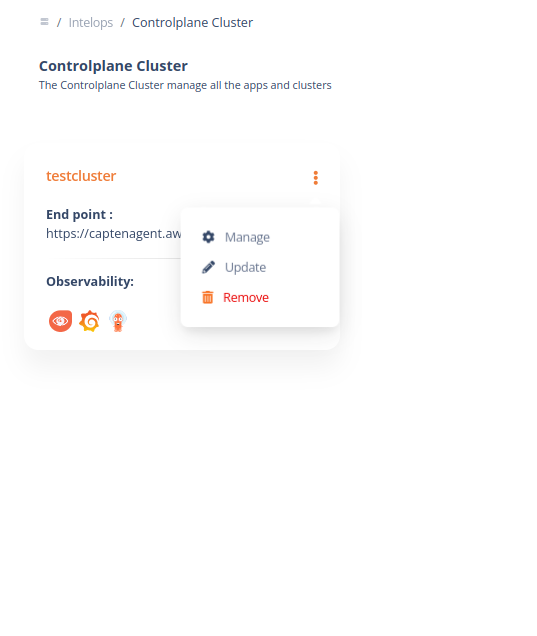 / Intelops / Controlplane Cluster
Controlplane Cluster
The Controlplane Cluster manage all the apps and clusters
testcluster
End point :
https://captenagent.aw
Manage
Update
Observability:
Remove